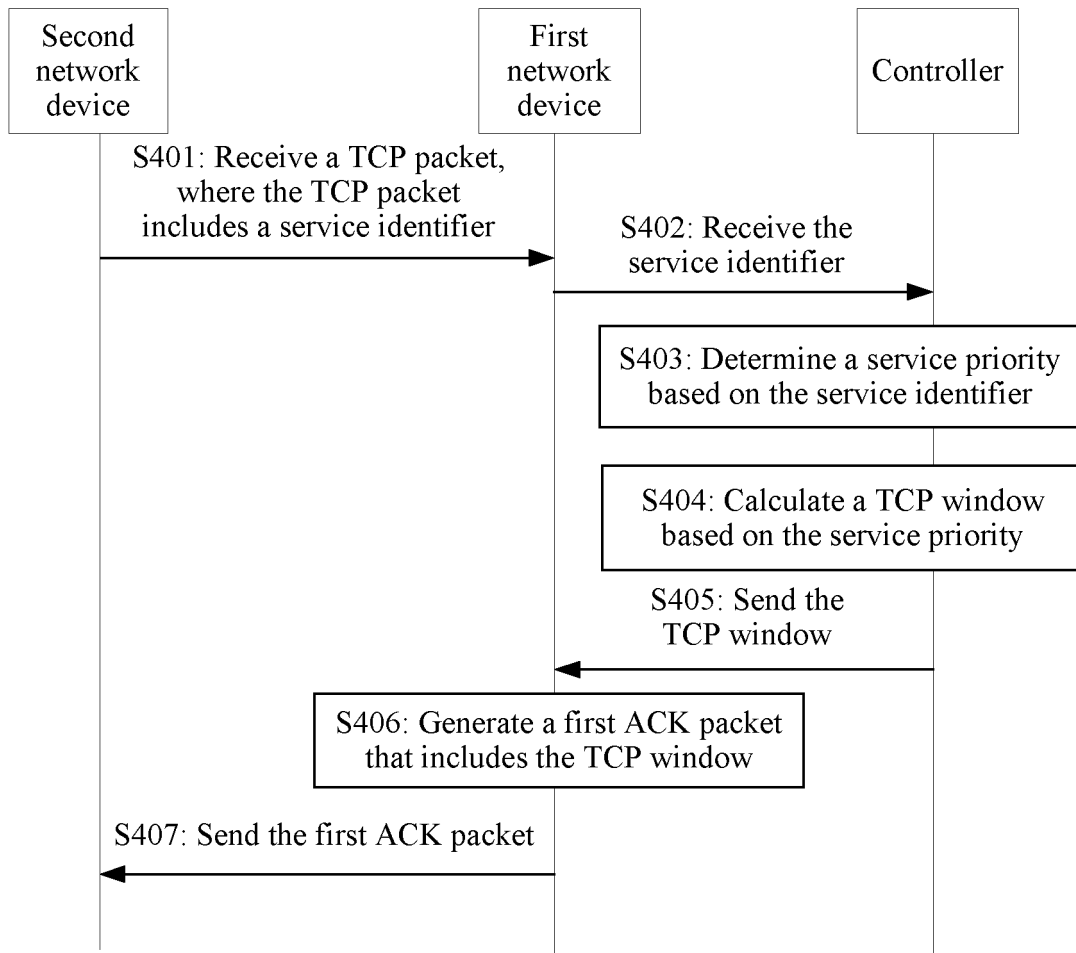 Second
network
device
First
network
device
Controller
S401: Receive a TCP packet,
where the TCP packet
includes a service identifier
S402: Receive the
service identifier
S403: Determine a service priority
based on the service identifier
S404: Calculate a TCP window
based on the service priority
S405: Send the
TCP window
S406: Generate a first ACK packet
that includes the TCP window
S407: Send the first ACK packet